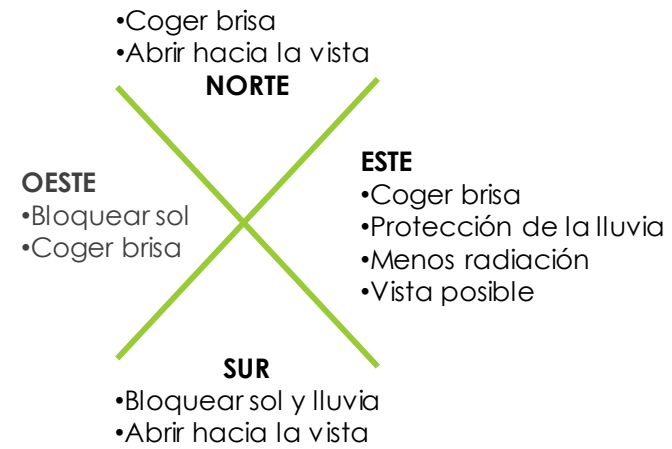 •Coger brisa
•Abrir hacia la vista
NORTE
OESTE
•Bloquear sol
•Coger brisa
ESTE
•Coger brisa
•Protección de la lluvia
•Menos radiación
•Vista posible
SUR
•Bloquear sol y lluvia
•Abrir hacia la vista